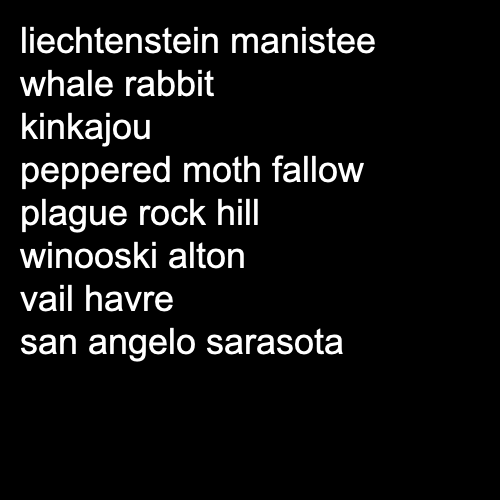 liechtenstein manistee
whale rabbit
kinkajou
peppered moth fallow
plague rock hill
winooski alton
vail havre
san angelo sarasota